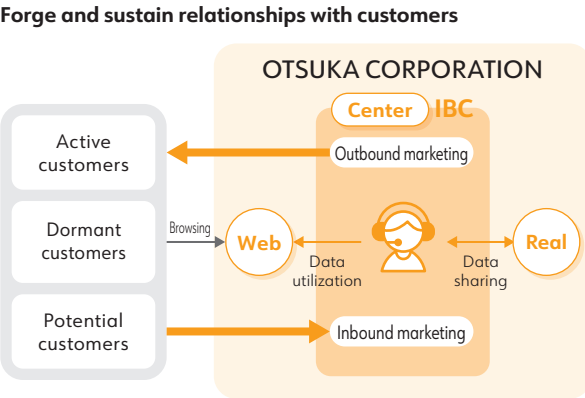 Forge and sustain relationships with customers
OTSUKA CORPORATION
Center IBC
Active
customers
Outbound marketing
Dormant
customers
Browsing
Web
Data
utilization
Data
sharing
Real
Potential
customers
Inbound marketing